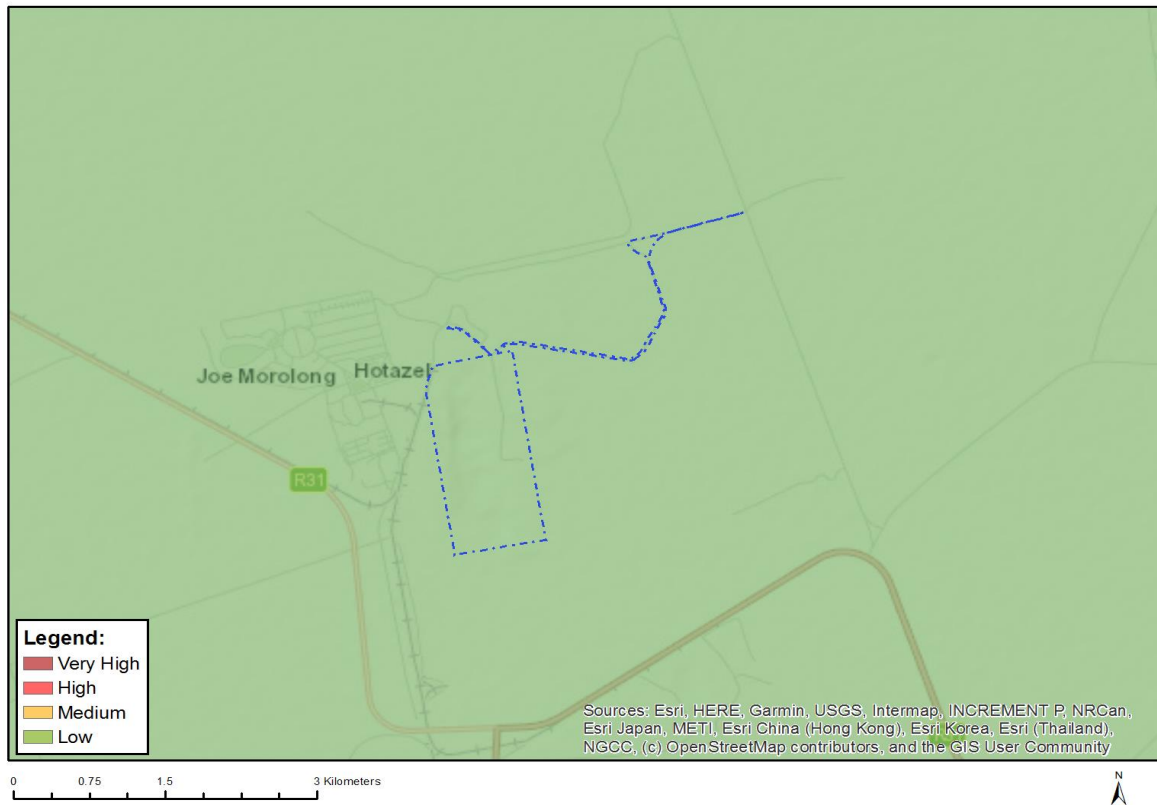 Joe Morolong
Hotazel
R31
Legend:
Very High
High
Medium
Low
Sources: Esri, HERE, Garmin, USGS, Intermap, INCREMENT P, NRCan,
Esri Japan, METI, Esri China (Hong Kong), Esri Korea, Esri (Thailand),
NGCC, (c) OpenStreetMap contributors, and the GIS User Community
0 0.75 1.5 3 Kilometers
N